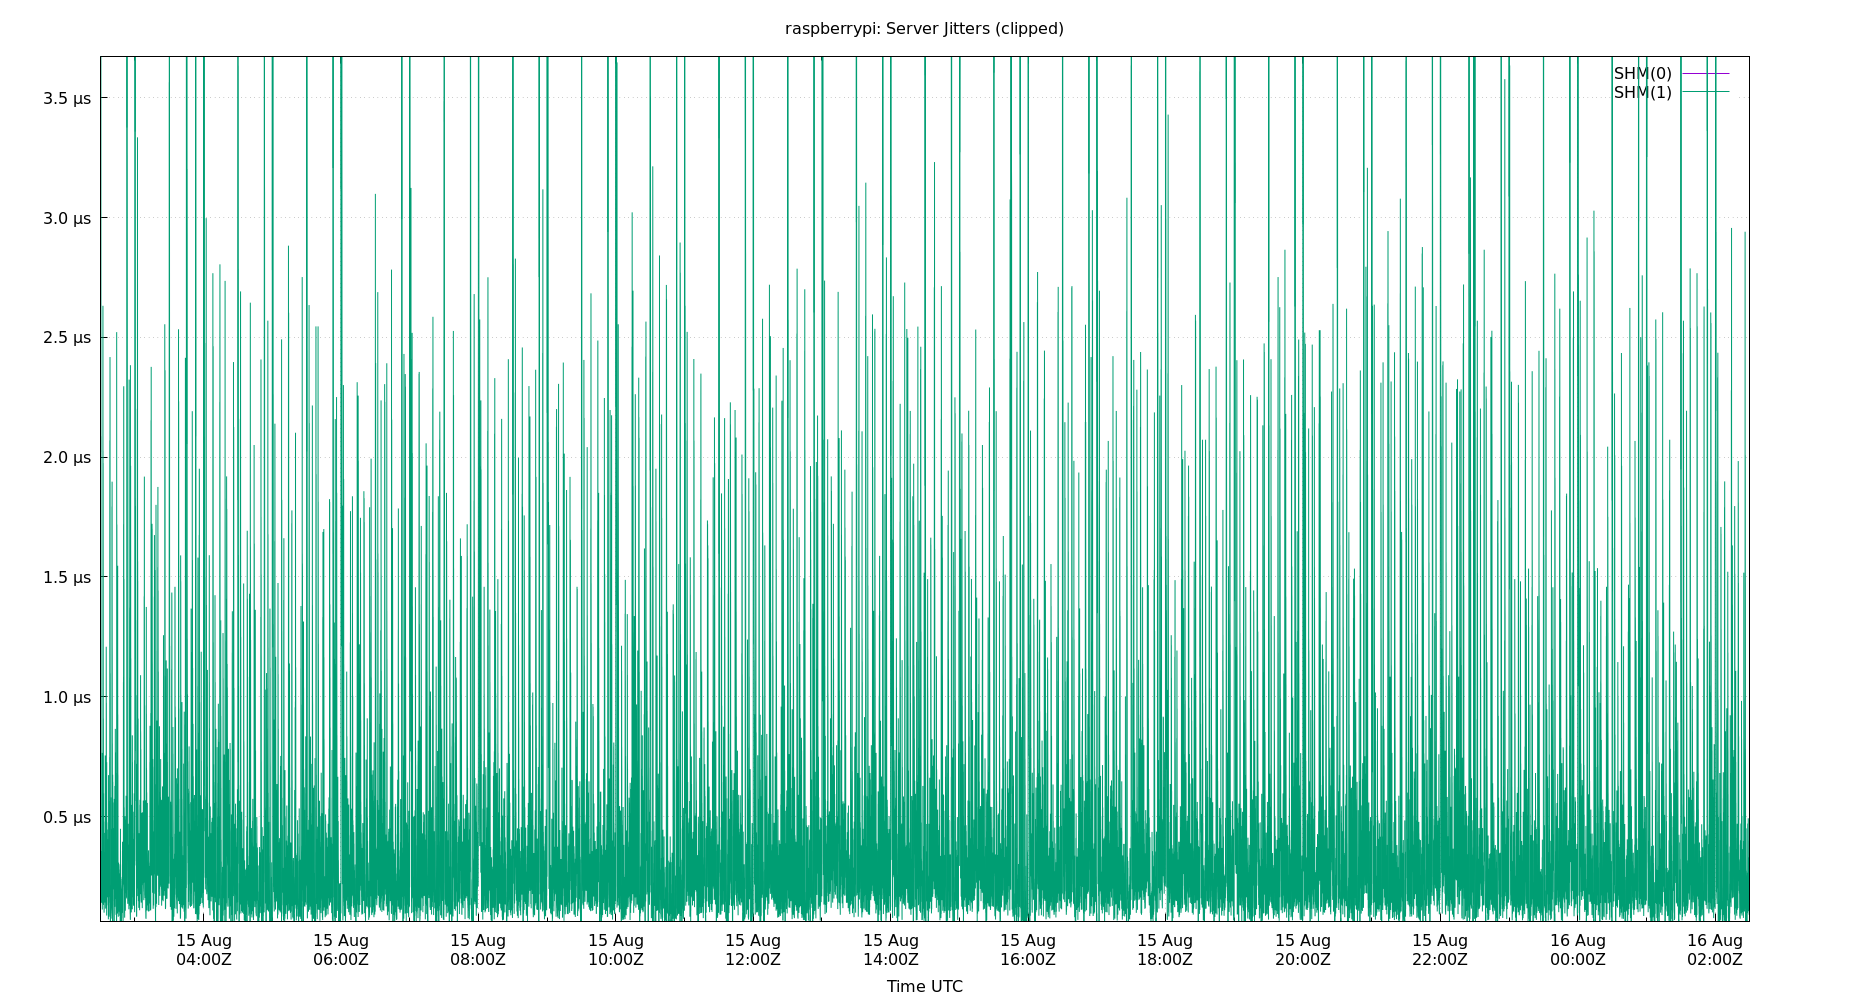 raspberrypi: Server Jitters (clipped)
SHM(0)
SHM(1)
3.5 µs
3.0 µs
2.5 µs
2.0 µs
1.5 µs
1.0 µs
0.5 µs
15 Aug 15 Aug 15 Aug 15 Aug 15 Aug 15 Aug 15 Aug 15 Aug 15 Aug 15 Aug 16 Aug 16 Aug
04:00Z 06:00Z 08:00Z 10:00Z 12:00Z 14:00Z 16:00Z 18:00Z 20:00Z 22:00Z 00:00Z 02:00Z
Time UTC